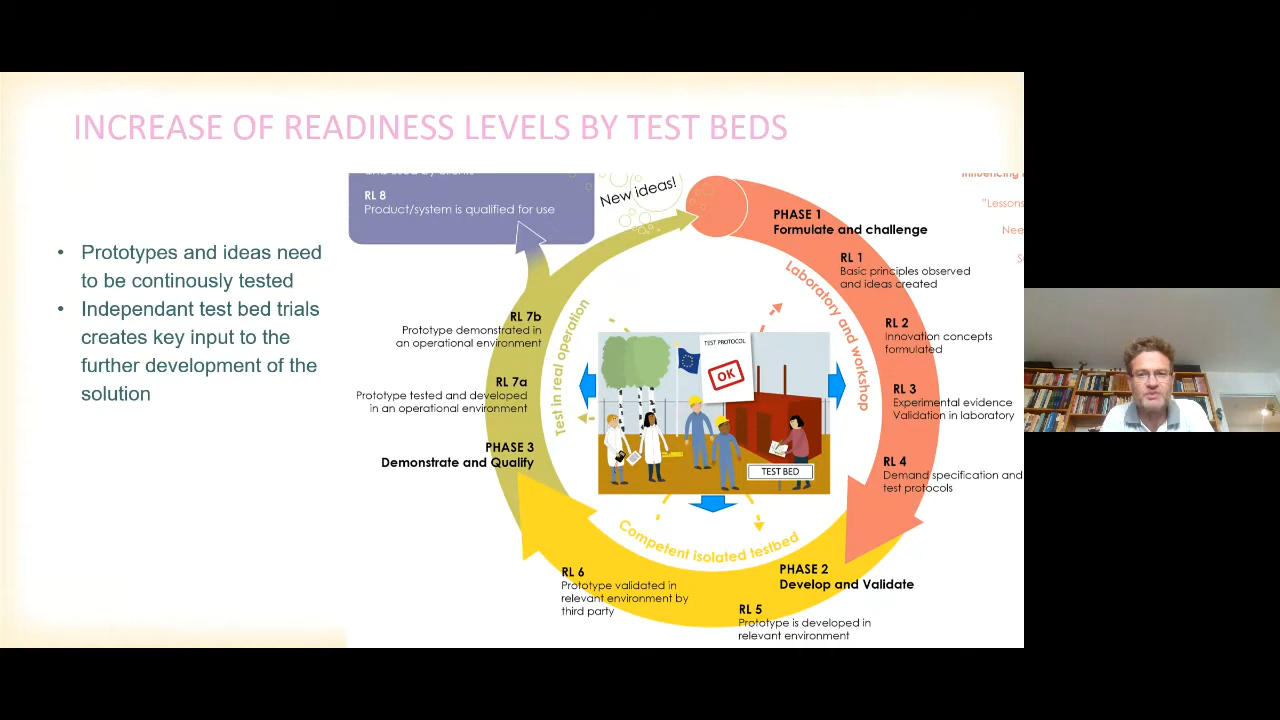 INCREASE OF READINESS LEVELS BY TEST BEDS
RL 8
Product/system is qualified for use
New ideas!
• Prototypes and ideas need
to be continously tested
• Independant test bed trials
creates key input to the
further development of the
solution
PHASE 1
Formulate and challenge
RL 1
Basic principles observed
and ideas created
RL 2
Innovation concepts
formulated
RL 3
Experimental evidence
Validation in laboratory
RL 4
Demand specification and
test protocols
Laboratory and workshop
PHASE 2
Develop and Validate
RL 5
Prototype is developed in
relevant environment
RL 6
Prototype validated in
relevant environment by
third party
Competent isolated testbed
PHASE 3
Demonstrate and Qualify
RL 7a
Prototype tested and developed
in an operational environment
RL 7b
Prototype demonstrated in
an operational environment
Test in real operation
TEST PROTOCOL
OK
TEST BED
"Lessons